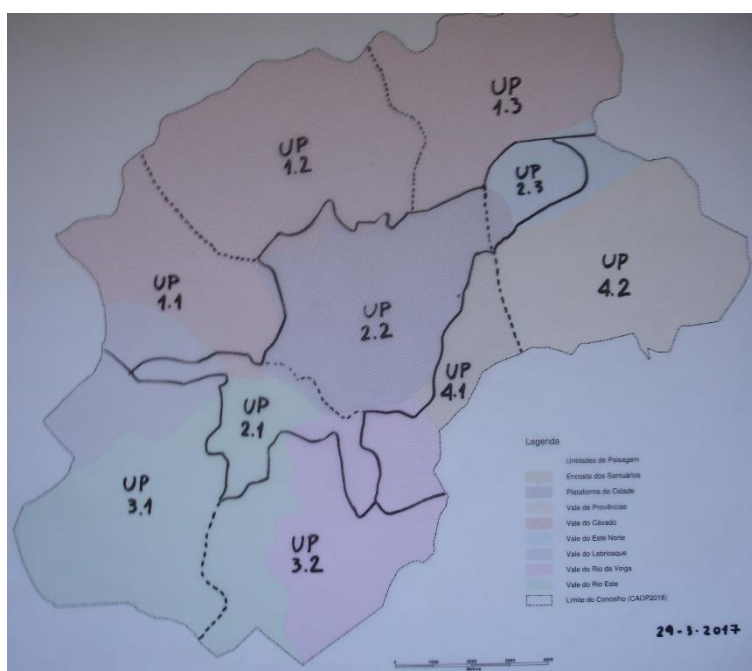 UP
1.3
UP
1.2
UP
2.3
UP
1.1
UP
4.2
UP
2.2
UP
4.1
UP
2.1
UP
3.1
UP
3.2
Legenda
Unidades de Paisagem
Encosta dos Santuários
Plataforma da Cidade
Vale de Provências
Vale do Cávado
Vale do Este Norte
Vale do Labriosque
Vale do Rio da Veiga
Vale do Rio Este
Limite do Concelho (CAOP2016)
29-3-2017
Metros